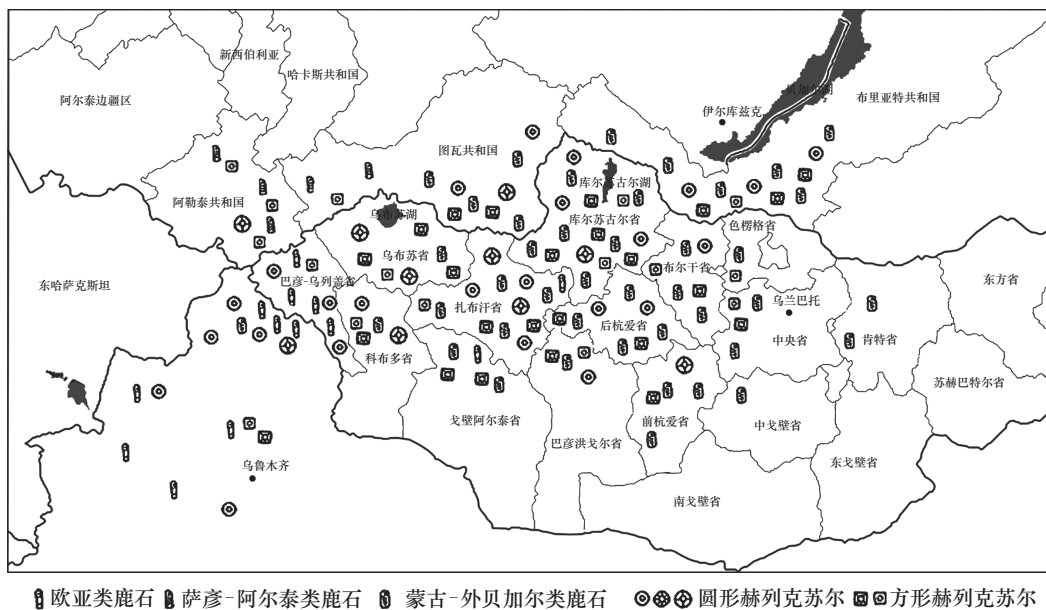 新西伯利亚
哈卡斯共和国
阿尔泰边疆区
贝加尔湖
布里亚特共和国
伊尔库兹克
图瓦共和国
库尔苏古尔湖
阿勒泰共和国
乌布苏湖
库尔苏古尔省
色楞格省
乌布苏省
布尔干省
东哈萨克斯坦
巴彦-乌列盖省
东方省
扎布汗省
乌兰巴托
后杭爱省
中央省
肯特省
科布多省
苏赫巴特尔省
戈壁阿尔泰省
前杭爱省
中戈壁省
巴彦洪戈尔省
乌鲁木齐
东戈壁省
南戈壁省
欧亚类鹿石 萨彦-阿尔泰类鹿石 蒙古-外贝加尔类鹿石 圆形赫列克苏尔 方形赫列克苏尔